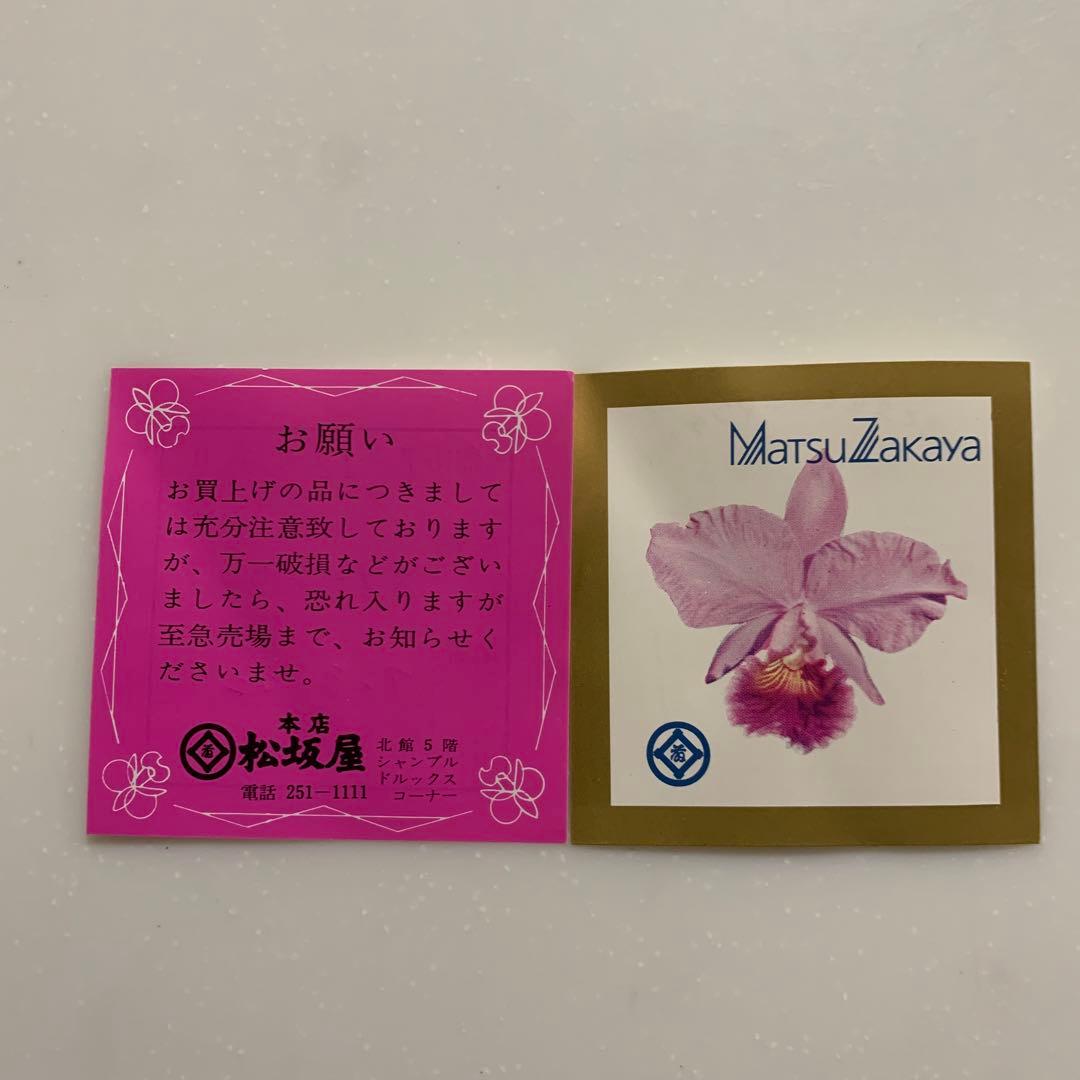 お願い
お買上げの品につきまして
は充分注意致しております
が、万一破損などがござい
ましたら、恐れ入りますが
至急売場まで、お知らせく
ださいませ。
本店
松坂屋
北館5階
シャンブル
ドルックス
コーナー
電話 251-1111
MATSUZAKAYA